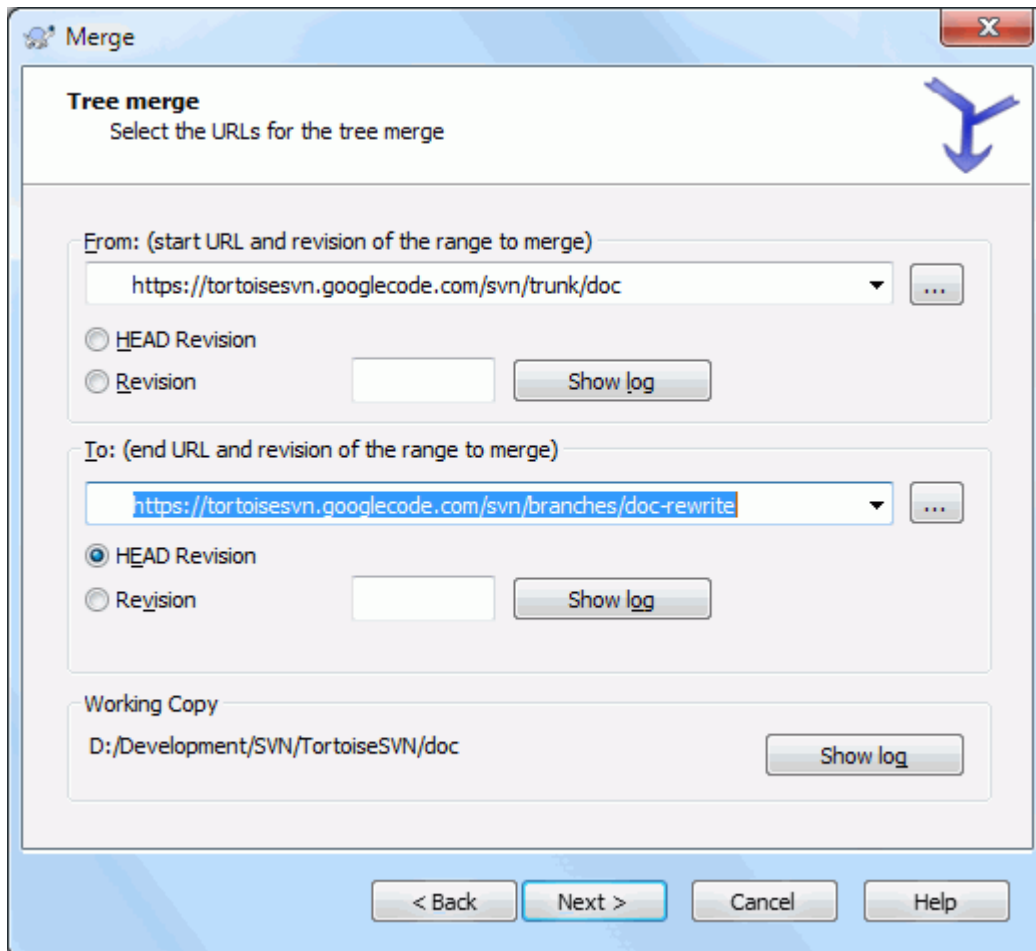 Merge
Tree merge
Select the URLs for the tree merge
From: (start URL and revision of the range to merge)
https://tortoisesvn.googlecode.com/svn/trunk/doc
...
HEAD Revision
Revision
Show log
To: (end URL and revision of the range to merge)
https://tortoisesvn.googlecode.com/svn/branches/doc-rewrite
...
HEAD Revision
Revision
Show log
Working Copy
D:/Development/SVN/TortoiseSVN/doc
Show log
< Back Next > Cancel Help